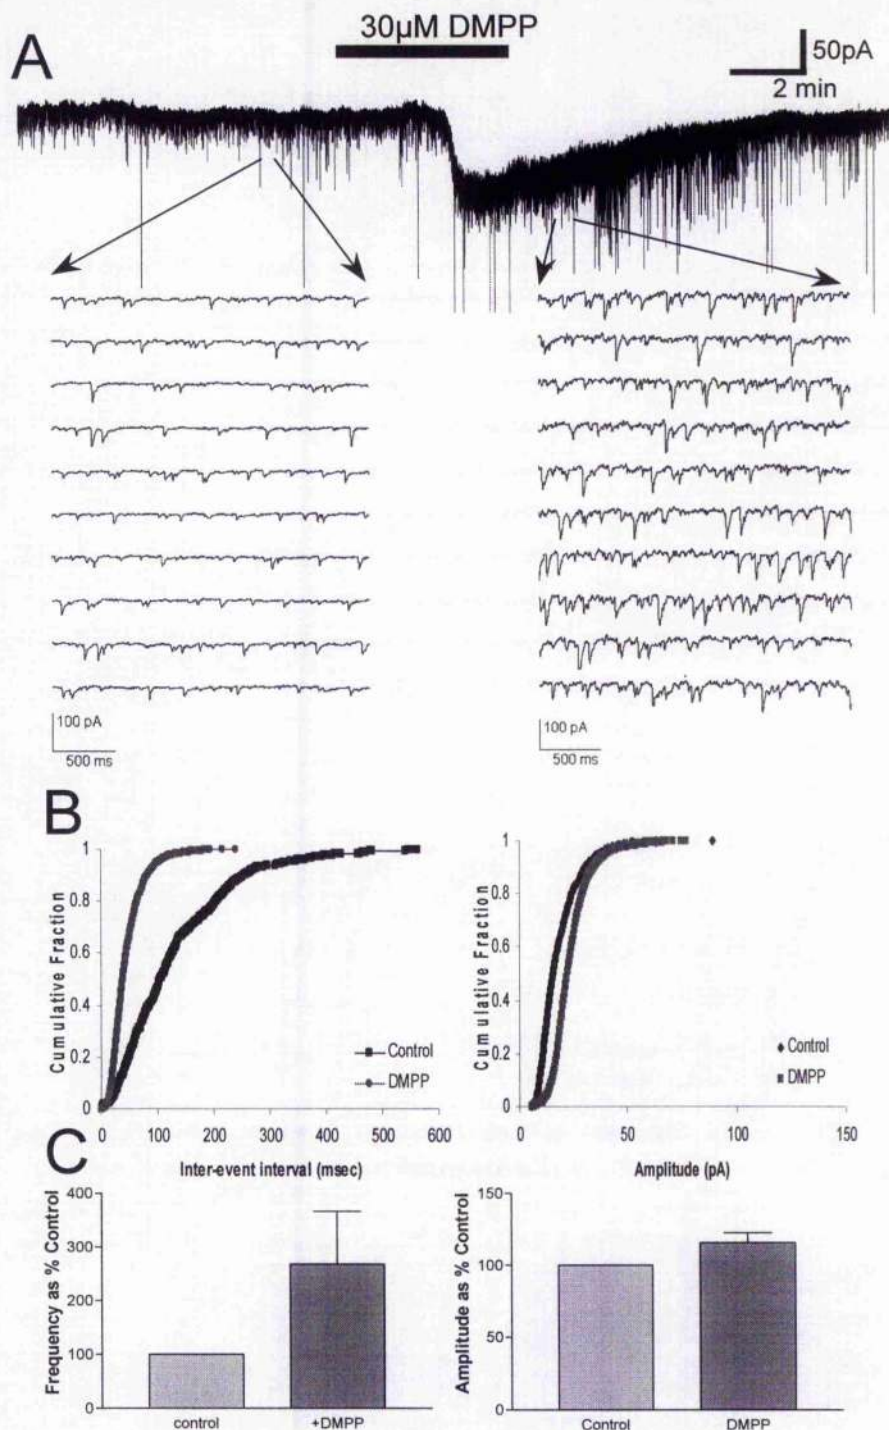 A
30µM DMPP
50pA
2 min
100 pA
500 ms
100 pA
500 ms
B
Cumulative Fraction
1
0.8
0.6
0.4
0.2
0
0 100 200 300 400 500 600
Inter-event interval (msec)
Control
DMPP
Cumulative Fraction
1
0.8
0.6
0.4
0.2
0
50 100 150
Amplitude (pA)
Control
DMPP
C
Frequency as % Control
400
300
200
100
0
control +DMPP
Amplitude as % Control
150
100
50
0
Control DMPP